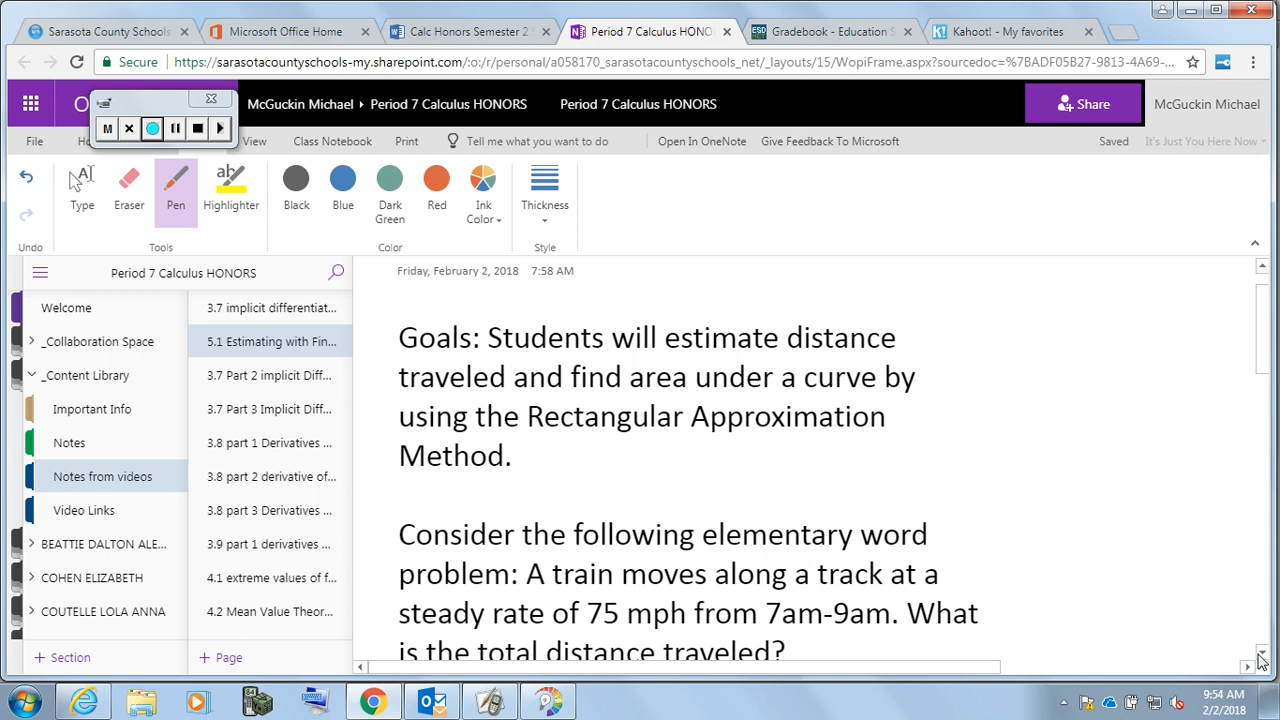 Sarasota County Schools
Microsoft Office Home
Calc Honors Semester 2
Period 7 Calculus HONO
Gradebook - Education S
Kahoot! - My favorites
Secure
https://sarasotacountyschools-my.sharepoint.com/:o:/r/personal/a058170_sarasotacountyschools_net/_layouts/15/WopiFrame.aspx?sourcedoc=%7BADF05B27-9813-4A69-...
McGuckin Michael
Period 7 Calculus HONORS
Period 7 Calculus HONORS
Share
McGuckin Michael
File
View
Class Notebook
Print
Tell me what you want to do
Open In OneNote
Give Feedback To Microsoft
Saved
It's Just You Here Now
Type
Eraser
Pen
Highlighter
Black
Blue
Dark Green
Red
Ink Color
Thickness
Undo
Tools
Color
Style
Period 7 Calculus HONORS
Welcome
_Collaboration Space
_Content Library
Important Info
Notes
Notes from videos
Video Links
BEATTIE DALTON ALE...
COHEN ELIZABETH
COUTELLE LOLA ANNA
+ Section
3.7 implicit differentiat...
5.1 Estimating with Fin...
3.7 Part 2 implicit Diff...
3.7 Part 3 Implicit Diff...
3.8 part 1 Derivatives ...
3.8 part 2 derivative of...
3.8 part 3 Derivatives ...
3.9 part 1 derivatives ...
4.1 extreme values of f...
4.2 Mean Value Theor...
+ Page
Friday, February 2, 2018 7:58 AM
Goals: Students will estimate distance
traveled and find area under a curve by
using the Rectangular Approximation
Method.
Consider the following elementary word
problem: A train moves along a track at a
steady rate of 75 mph from 7am-9am. What
is the total distance traveled?
9:54 AM
2/2/2018